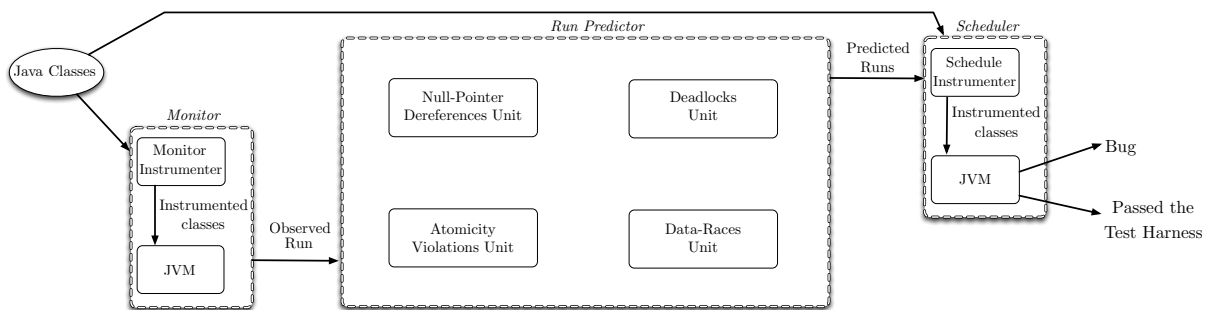 Java Classes
Monitor
Monitor
Instrumenter
Instrumented
classes
JVM
Observed
Run
Run Predictor
Null-Pointer
Dereferences Unit
Deadlocks
Unit
Atomicity
Violations Unit
Data-Races
Unit
Predicted
Runs
Scheduler
Schedule
Instrumenter
Instrumented
classes
JVM
Bug
Passed the
Test Harness